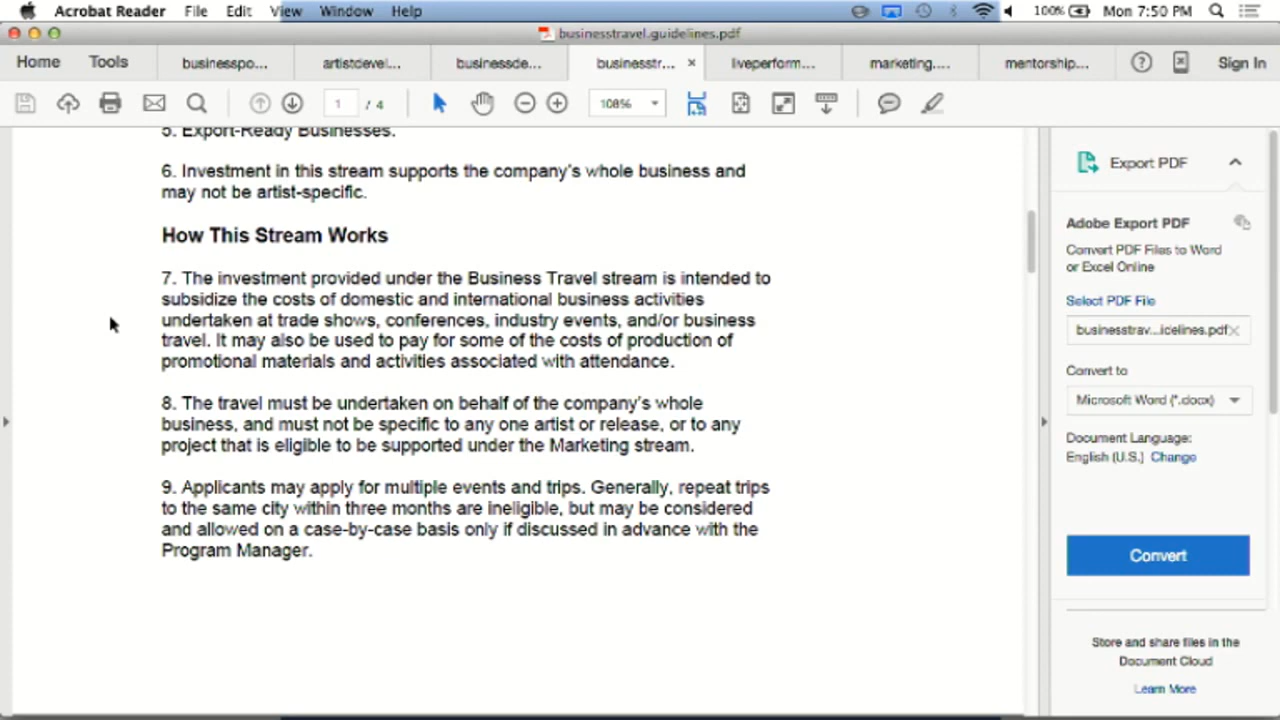 Acrobat Reader File Edit View Window Help 100% Mon 7:50 PM
businesstravel.guidelines.pdf
Home Tools businesspo... artistdevel... businessde... businesstr... × liveperform... marketing.... mentorship... Sign In
1 / 4 108%
5. Export-Ready Businesses.
6. Investment in this stream supports the company's whole business and
may not be artist-specific.
How This Stream Works
7. The investment provided under the Business Travel stream is intended to
subsidize the costs of domestic and international business activities
undertaken at trade shows, conferences, industry events, and/or business
travel. It may also be used to pay for some of the costs of production of
promotional materials and activities associated with attendance.
8. The travel must be undertaken on behalf of the company's whole
business, and must not be specific to any one artist or release, or to any
project that is eligible to be supported under the Marketing stream.
9. Applicants may apply for multiple events and trips. Generally, repeat trips
to the same city within three months are ineligible, but may be considered
and allowed on a case-by-case basis only if discussed in advance with the
Program Manager.
Export PDF
Adobe Export PDF
Convert PDF Files to Word
or Excel Online
Select PDF File
businesstrav...idelines.pdf
Convert to
Microsoft Word (*.docx)
Document Language:
English (U.S.) Change
Convert
Store and share files in the
Document Cloud
Learn More